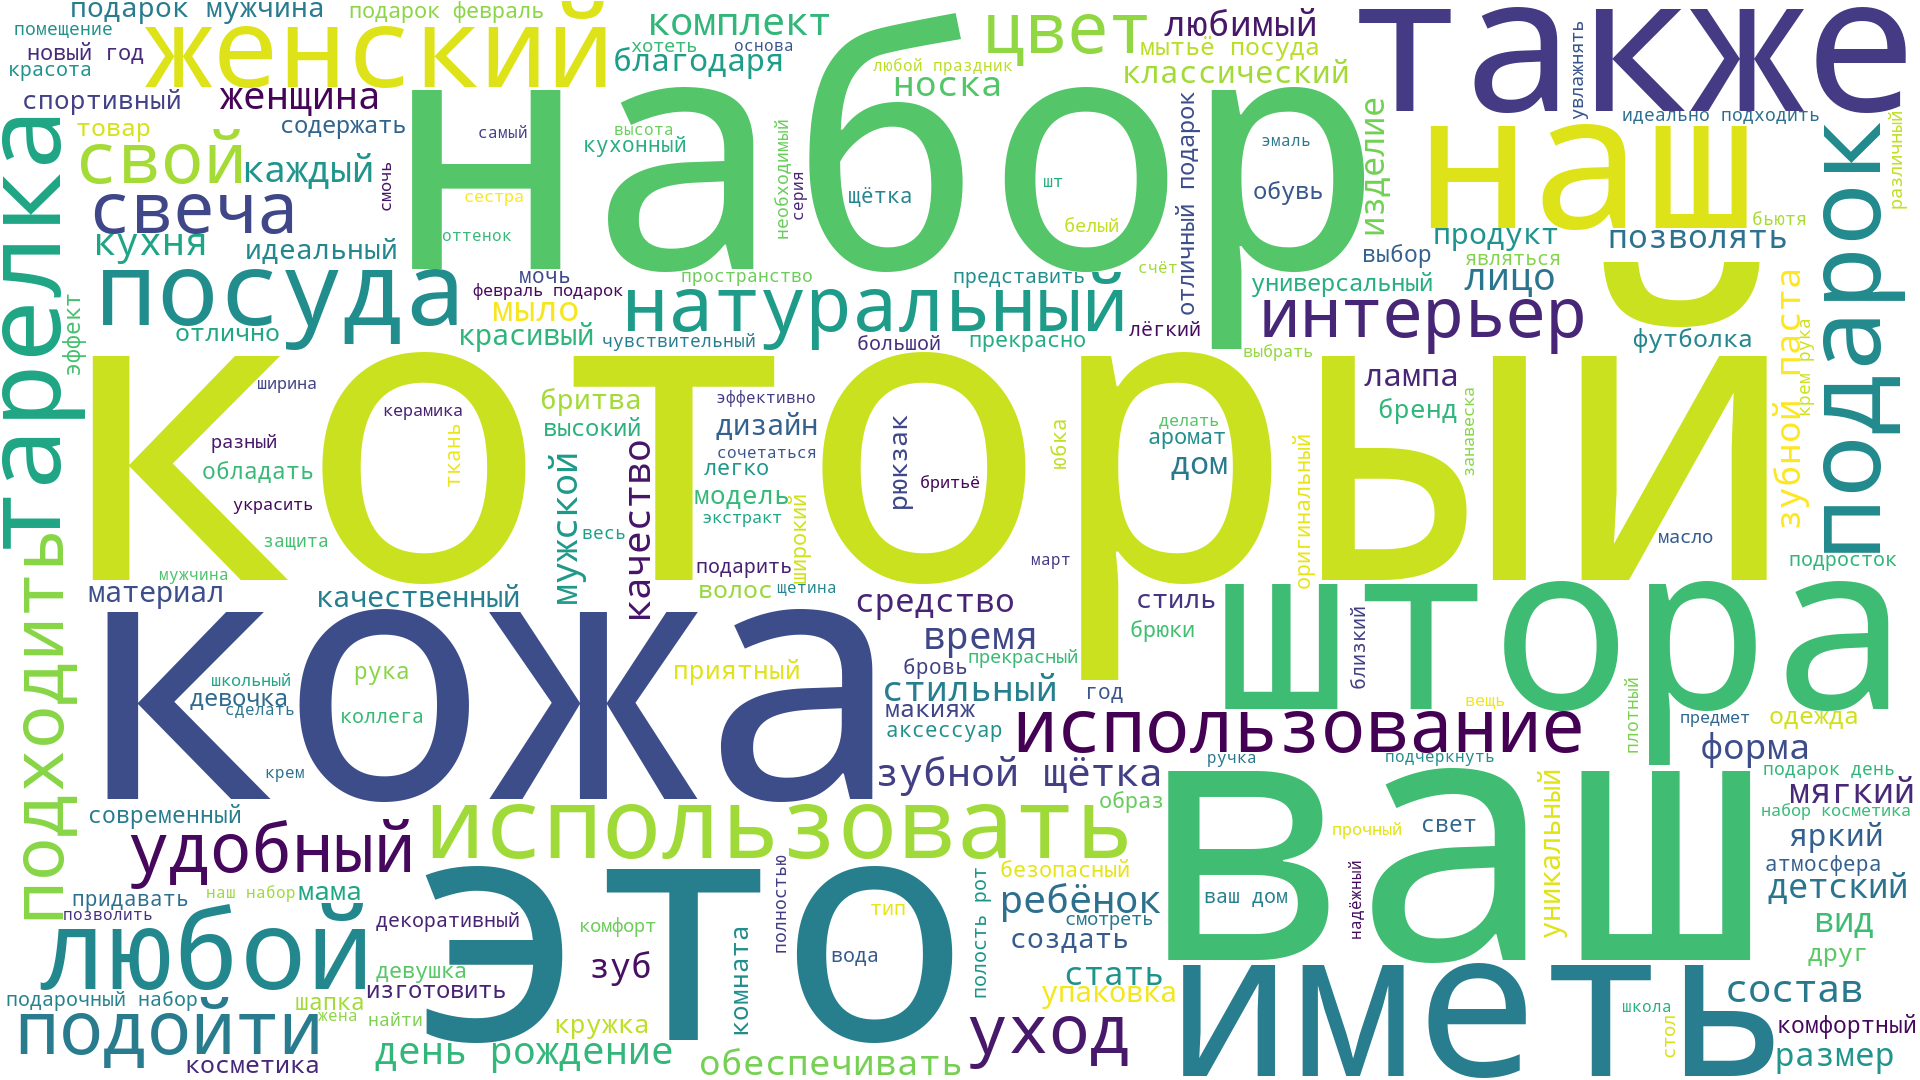 подарок мужчина
подарок февраль
помещение
новый год
красота
женский
комплект
хотеть
основа
благодаря
цвет
любимый
мытьё посуда
любой праздник
носка
классический
также
увлажнять
спортивный
женщина
набор
товар
содержать
самый
высота
кухонный
необходимый
серия
отличный подарок
эмаль
изделие
идеально подходить
различный
свой
каждый
смочь
сестра
щётка
шт
обувь
наш
подарок
тарелка
свеча
оттенок
белый
бьютя
кухня
идеальный
мочь
пространство
представить
счёт
выбор
продукт
являться
позволять
посуда
февраль подарок
мыло
натуральный
универсальный
лицо
интерьер
эффект
отлично
красивый
чувствительный
большой
прекрасно
лёгкий
выбрать
футболка
зубной паста
крем рука
который
ширина
керамика
бритва
эффективно
лампа
бренд
занавеска
разный
ткань
высокий
дизайн
сочетаться
рюкзак
юбка
делать
аромат
дом
оригинальный
обладать
мужской
качество
легко
модель
широкий
бритьё
украсить
экстракт
защита
весь
масло
мужчина
подарить
март
подросток
подходить
материал
качественный
волос
щетина
средство
стиль
штора
кожа
время
брюки
близкий
школьный
рука
приятный
бровь
прекрасный
девочка
сделать
коллега
стильный
год
макияж
вещь
плотный
предмет
одежда
аксессуар
использование
форма
крем
зубной щётка
ручка
подчеркнуть
подарок день
мягкий
современный
использовать
образ
ваш
уникальный
набор косметика
удобный
прочный
свет
яркий
полностью
безопасный
надёжный
атмосфера
придавать
наш набор
мама
это
тип
полость рот
ребёнок
ваш дом
детский
позволить
любой
декоративный
комфорт
комната
смотреть
создать
вид
девушка
зуб
вода
стать
друг
подарочный набор
изготовить
шапка
упаковка
иметь
школа
состав
подойти
жена
найти
кружка
уход
стол
комфортный
косметика
день рождение
обеспечивать
размер